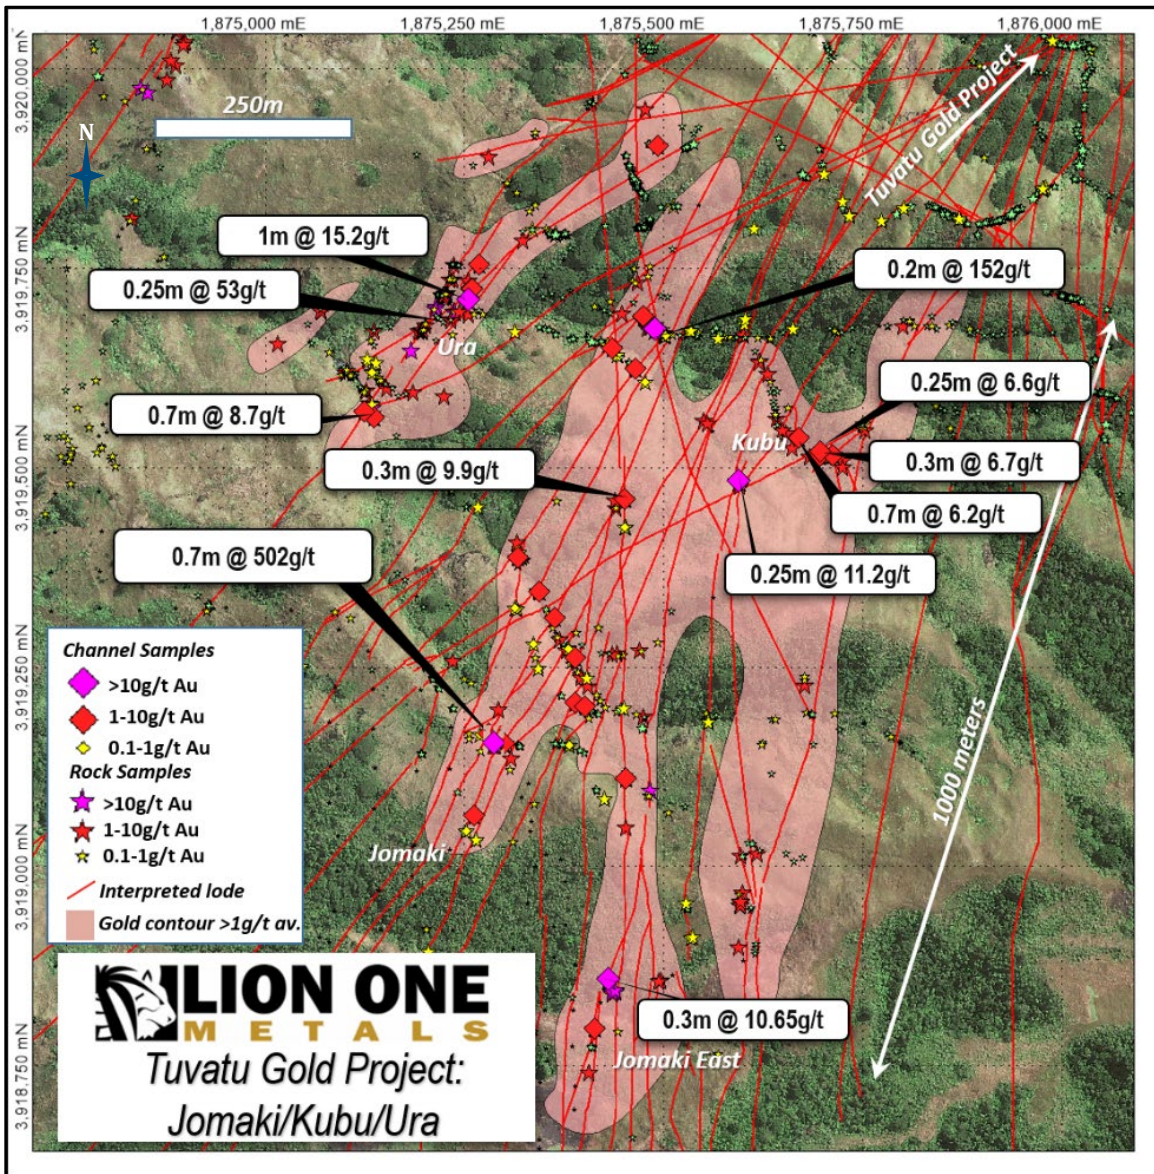 1,875,000 mE
1,875,250 mE
1,875,500 mE
1,875,750 mE
1,876,000 mE
3,920,000 mN
3,919,750 mN
3,919,500 mN
3,919,250 mN
3,919,000 mN
3,918,750 mN
250m
N
Tuvatu Gold Project
1m @ 15.2g/t
0.25m @ 53g/t
0.2m @ 152g/t
Ura
0.25m @ 6.6g/t
0.7m @ 8.7g/t
Kubu
0.3m @ 9.9g/t
0.3m @ 6.7g/t
0.7m @ 6.2g/t
0.7m @ 502g/t
0.25m @ 11.2g/t
1000 meters
Channel Samples
>10g/t Au
1-10g/t Au
0.1-1g/t Au
Rock Samples
>10g/t Au
1-10g/t Au
0.1-1g/t Au
Interpreted lode
Gold contour >1g/t av.
Jomaki
0.3m @ 10.65g/t
Jomaki East
LION ONE
METALS
Tuvatu Gold Project:
Jomaki/Kubu/Ura